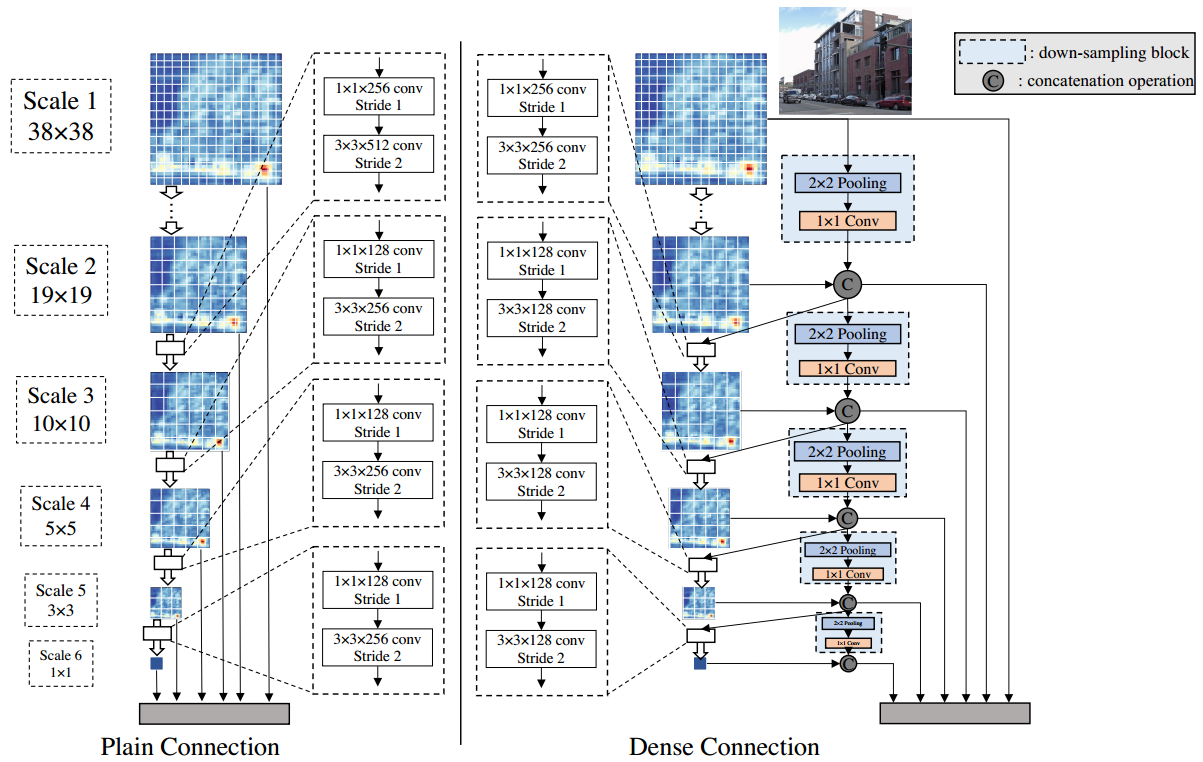 Scale 1
38×38
Scale 2
19×19
Scale 3
10×10
Scale 4
5×5
Scale 5
3×3
Scale 6
1×1
1×1×256 conv
Stride 1
3×3×512 conv
Stride 2
1×1×128 conv
Stride 1
3×3×256 conv
Stride 2
1×1×128 conv
Stride 1
3×3×256 conv
Stride 2
1×1×128 conv
Stride 1
3×3×256 conv
Stride 2
Plain Connection
1×1×256 conv
Stride 1
3×3×256 conv
Stride 2
1×1×128 conv
Stride 1
3×3×128 conv
Stride 2
1×1×128 conv
Stride 1
3×3×128 conv
Stride 2
1×1×128 conv
Stride 1
3×3×128 conv
Stride 2
2×2 Pooling
1×1 Conv
C
2×2 Pooling
1×1 Conv
C
2×2 Pooling
1×1 Conv
C
2×2 Pooling
1×1 Conv
C
2×2 Pooling
1×1 Conv
C
Dense Connection
: down-sampling block
C : concatenation operation